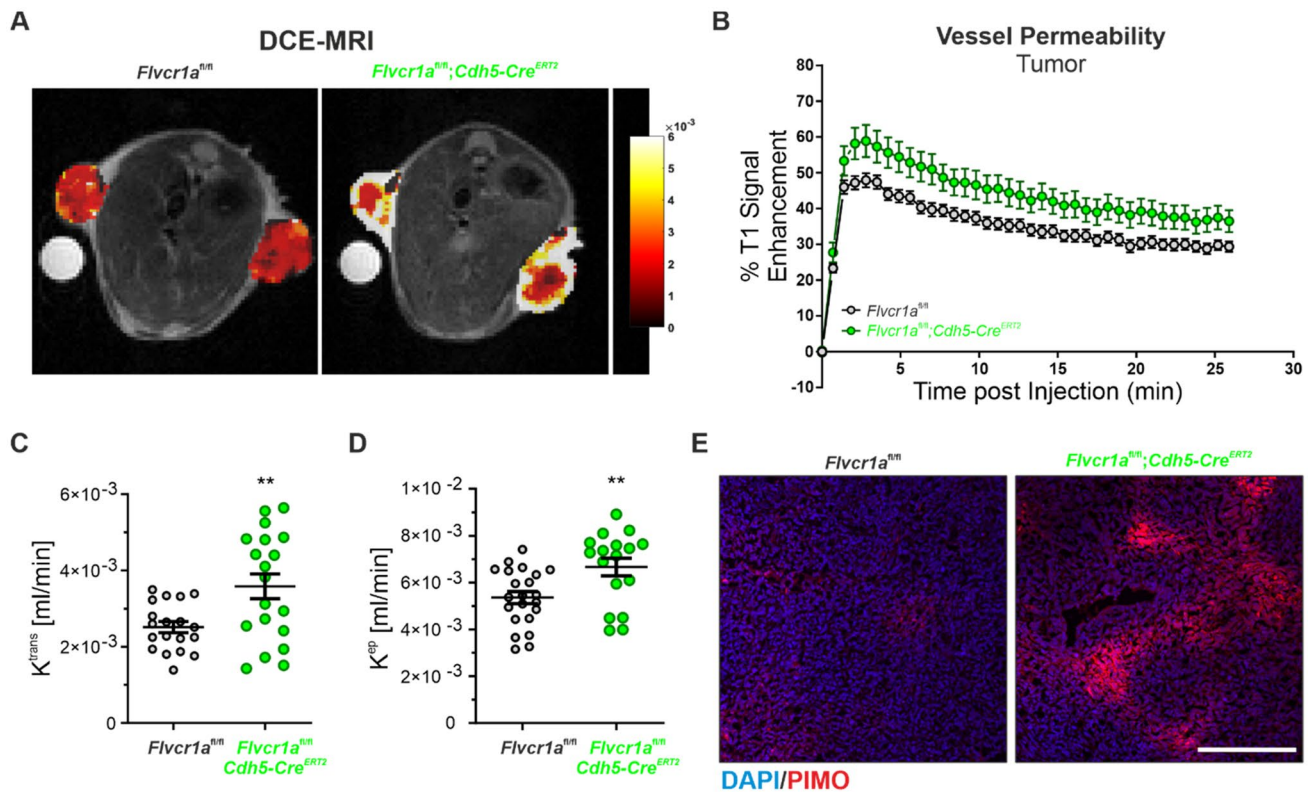 A
DCE-MRI
Flvcr1a^fl/fl
Flvcr1a^fl/fl;Cdh5-Cre^ERT2
×10^-3
6
5
4
3
2
1
0
B
Vessel Permeability
Tumor
% T1 Signal
Enhancement
80
70
60
50
40
30
20
10
0
-10
5
10
15
20
25
30
Flvcr1a^fl/fl
Flvcr1a^fl/fl;Cdh5-Cre^ERT2
Time post Injection (min)
C
K^trans [ml/min]
6×10^-3
4×10^-3
2×10^-3
0
**
Flvcr1a^fl/fl
Flvcr1a^fl/fl
Cdh5-Cre^ERT2
D
K^ep [ml/min]
1×10^-2
8×10^-3
6×10^-3
4×10^-3
2×10^-3
0
**
Flvcr1a^fl/fl
Flvcr1a^fl/fl
Cdh5-Cre^ERT2
E
Flvcr1a^fl/fl
Flvcr1a^fl/fl;Cdh5-Cre^ERT2
DAPI/PIMO